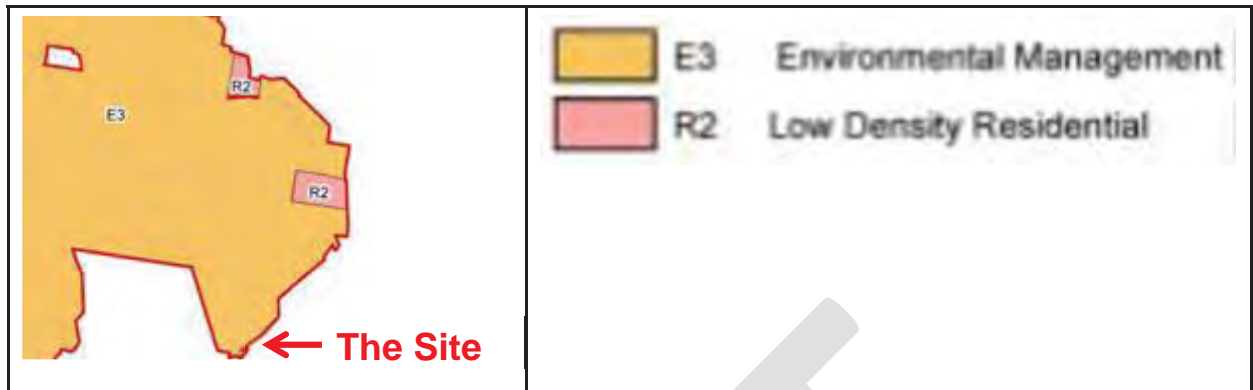 R2
E3
R2
The Site
E3 Environmental Management
R2 Low Density Residential